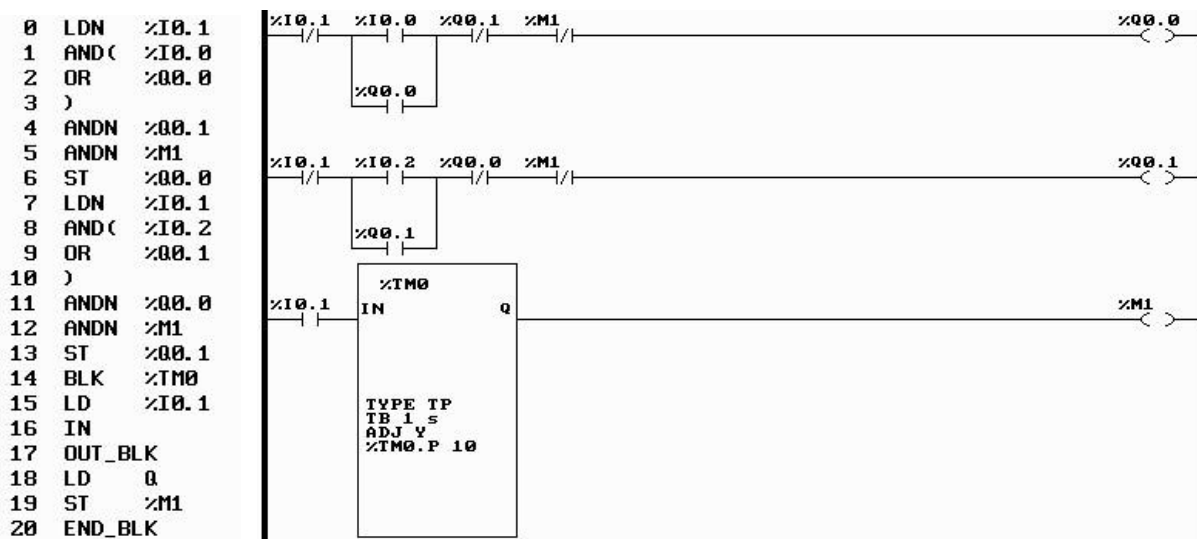 0 LDN %I0.1
1 AND( %I0.0
2 OR %Q0.0
3 )
4 ANDN %Q0.1
5 ANDN %M1
6 ST %Q0.0
7 LDN %I0.1
8 AND( %I0.2
9 OR %Q0.1
10 )
11 ANDN %Q0.0
12 ANDN %M1
13 ST %Q0.1
14 BLK %TM0
15 LD %I0.1
16 IN
17 OUT_BLK
18 LD Q
19 ST %M1
20 END_BLK
%I0.1 %I0.0 %Q0.1 %M1 %Q0.0
%Q0.0
%I0.1 %I0.2 %Q0.0 %M1 %Q0.1
%Q0.1
%TM0
%I0.1 IN Q %M1
TYPE TP
TB 1 s
ADJ Y
%TM0.P 10